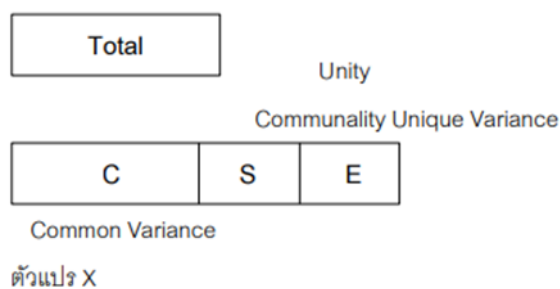 Total
Unity
Communality Unique Variance
C S E
Common Variance
ตัวแปร X